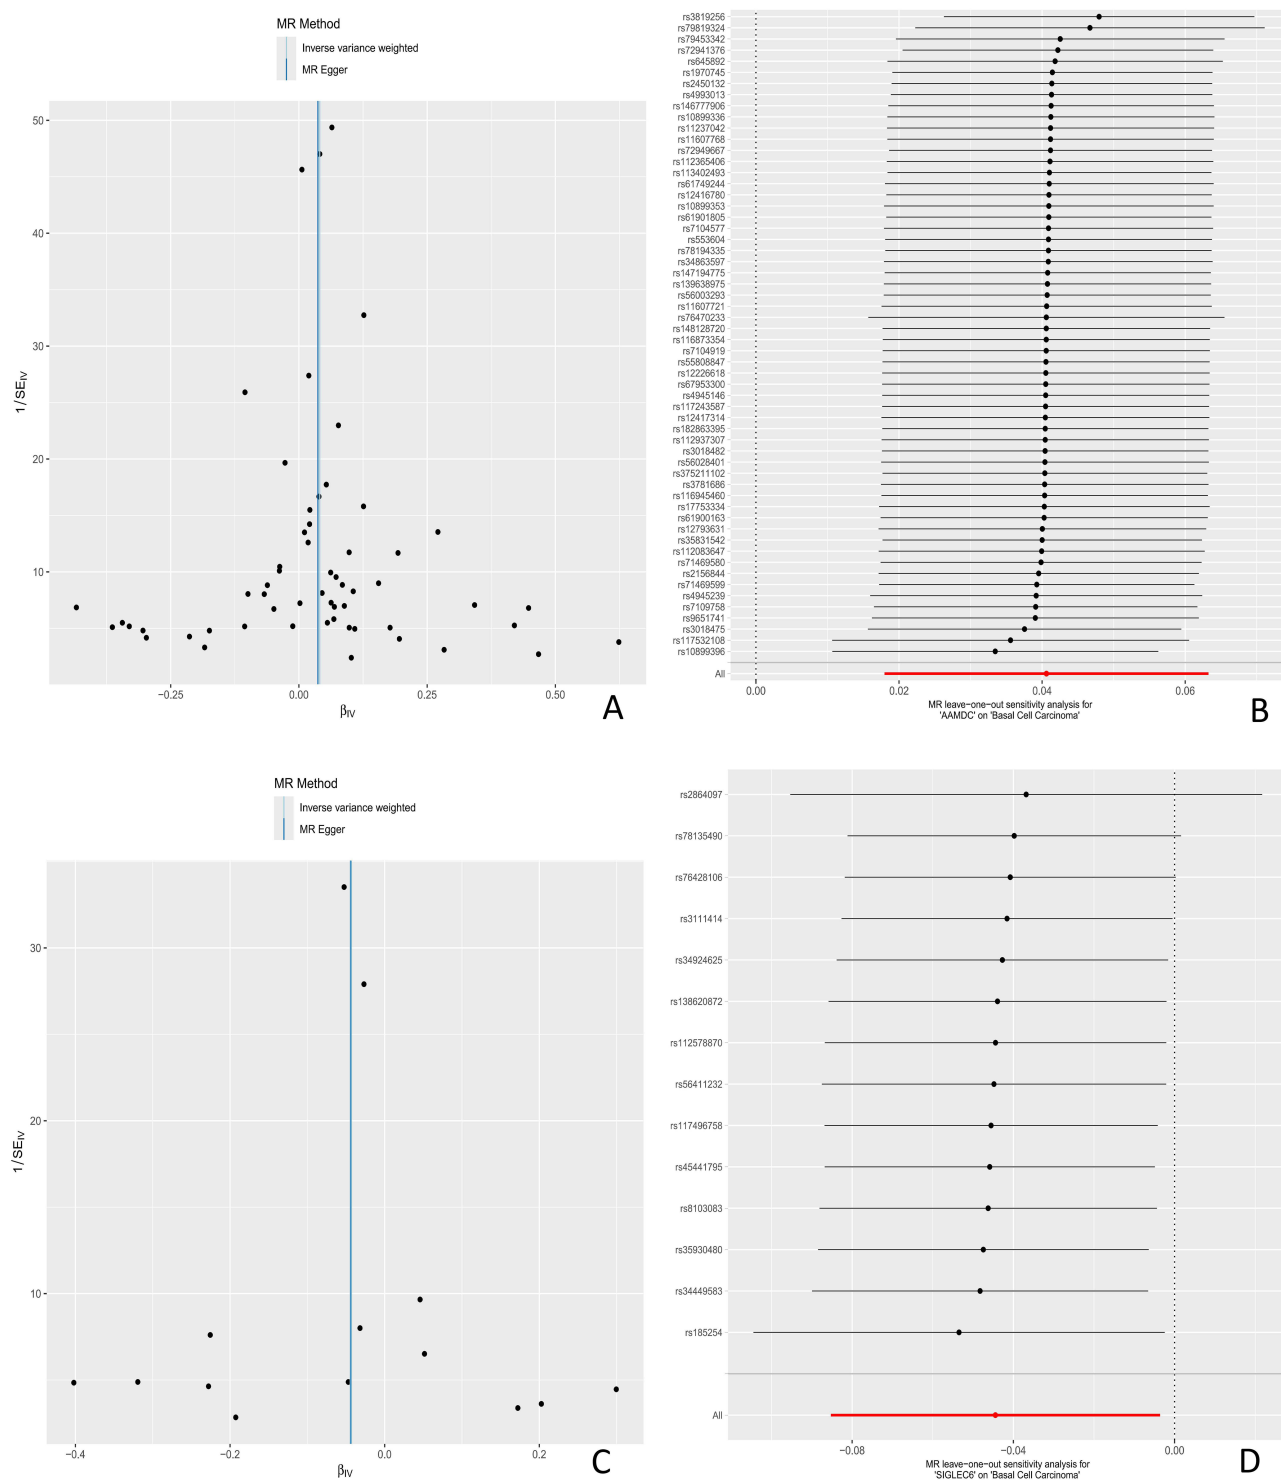 MR Method
Inverse variance weighted
MR Egger
50
40
30
20
10
1/SEIV
−0.25
0.00
0.25
0.50
βIV
A
rs3819256
rs79819324
rs79453342
rs72941376
rs645892
rs1970745
rs2450132
rs4993013
rs146777906
rs10899336
rs11237042
rs11607768
rs72949667
rs112365406
rs113402493
rs61749244
rs12416780
rs10899353
rs61901805
rs7104577
rs553604
rs78194335
rs34863597
rs147194775
rs139638975
rs56003293
rs11607721
rs76470233
rs148128720
rs116873354
rs7104919
rs55808847
rs12226618
rs67953300
rs4945146
rs117243587
rs12417314
rs182863395
rs112937307
rs3018482
rs56028401
rs375211102
rs3781686
rs116945460
rs17753334
rs61900163
rs12793631
rs35831542
rs112083647
rs71469580
rs2156844
rs71469599
rs4945239
rs7109758
rs9651741
rs3018475
rs117532108
rs10899396
All
0.00
0.02
0.04
0.06
MR leave−one−out sensitivity analysis for
'AAMDC' on 'Basal Cell Carcinoma'
B
MR Method
Inverse variance weighted
MR Egger
30
20
10
1/SEIV
−0.4
−0.2
0.0
0.2
βIV
C
rs2864097
rs78135490
rs76428106
rs3111414
rs34924625
rs138620872
rs112578870
rs56411232
rs117496758
rs45441795
rs8103083
rs35930480
rs34449583
rs185254
All
−0.08
−0.04
0.00
MR leave−one−out sensitivity analysis for
'SIGLEC6' on 'Basal Cell Carcinoma'
D